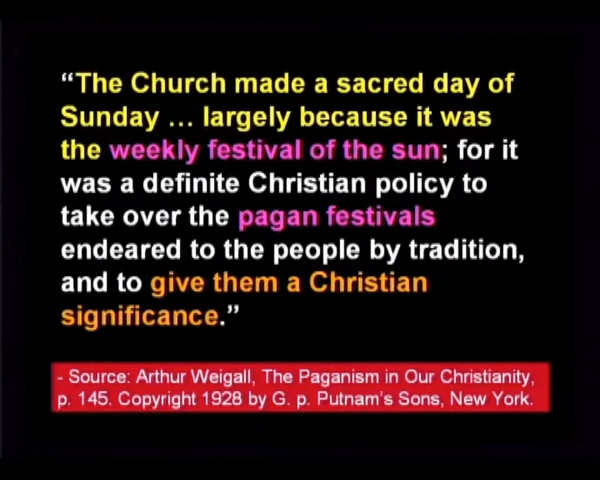 “The Church made a sacred day of
Sunday ... largely because it was
the weekly festival of the sun; for it
was a definite Christian policy to
take over the pagan festivals
endeared to the people by tradition,
and to give them a Christian
significance.”
- Source: Arthur Weigall, The Paganism in Our Christianity,
p. 145. Copyright 1928 by G. p. Putnam's Sons, New York.